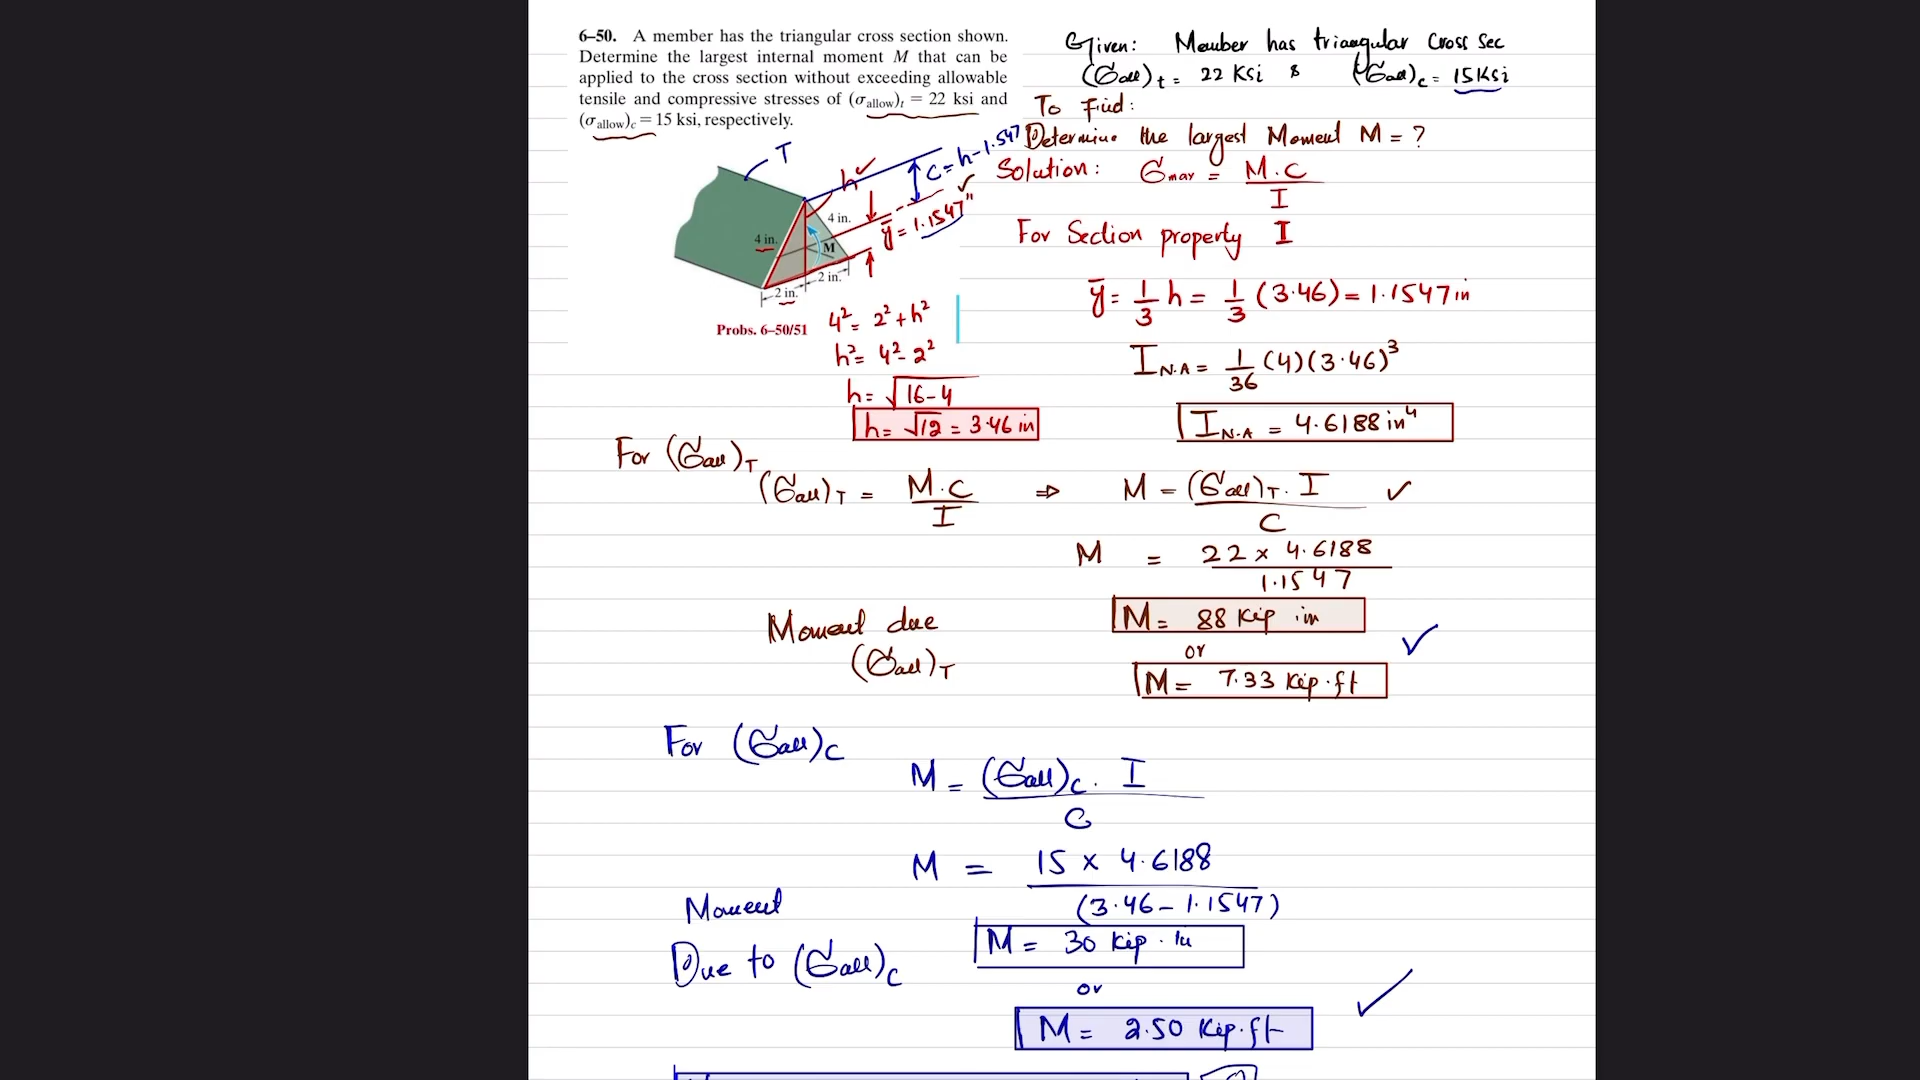 6–50. A member has the triangular cross section shown.
Determine the largest internal moment M that can be
applied to the cross section without exceeding allowable
tensile and compressive stresses of (σallow)t = 22 ksi and
(σallow)c = 15 ksi, respectively.
Given: Member has triangular Cross Sec
(σall)t = 22 Ksi & (σall)c = 15 Ksi
To find:
Determine the largest Moment M = ?
Solution: σmax = M.C / I
For Section property I
T
h
C = h - 1.1547
ȳ = 1.1547"
4 in.
4 in.
M
2 in.
2 in.
Probs. 6–50/51
4² = 2² + h²
h² = 4² - 2²
h = √16-4
h = √12 = 3.46 in
ȳ = 1/3 h = 1/3 (3.46) = 1.1547 in
I N.A = 1/36 (4)(3.46)³
I N.A = 4.6188 in⁴
For (σall)T
(σall)T = M.C / I ⇒ M = (σall)T . I / C
M = 22 x 4.6188 / 1.1547
M = 88 Kip in
or
M = 7.33 Kip.ft
Moment due
(σall)T
For (σall)C
M = (σall)C . I / C
M = 15 x 4.6188 / (3.46 - 1.1547)
M = 30 Kip . in
or
M = 2.50 Kip.ft
Moment
Due to (σall)C